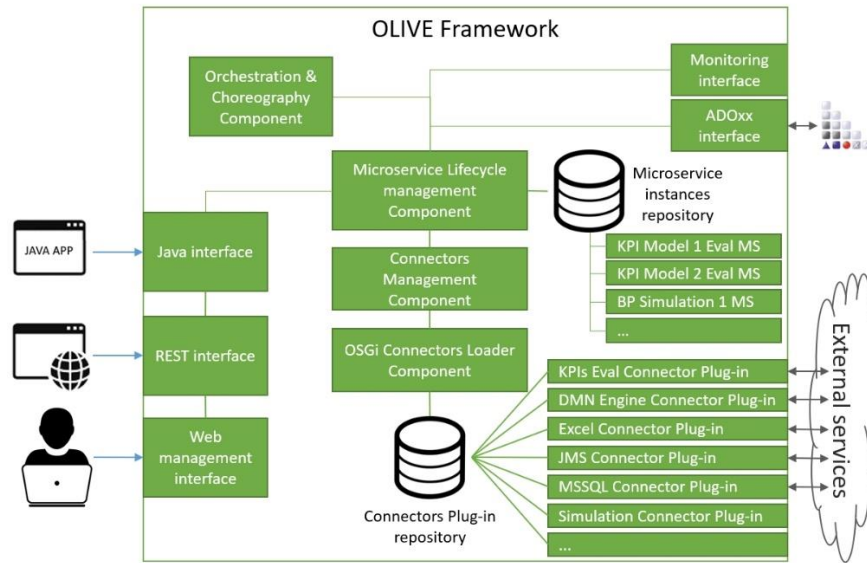 OLIVE Framework
Orchestration &
Choreography
Component
Monitoring
interface
ADOxx
interface
Microservice Lifecycle
management
Component
Microservice
instances
repository
KPI Model 1 Eval MS
KPI Model 2 Eval MS
BP Simulation 1 MS
...
JAVA APP
Java interface
Connectors
Management
Component
REST interface
OSGi Connectors Loader
Component
Web
management
interface
Connectors Plug-in
repository
KPIs Eval Connector Plug-in
DMN Engine Connector Plug-in
Excel Connector Plug-in
JMS Connector Plug-in
MSSQL Connector Plug-in
Simulation Connector Plug-in
...
External services